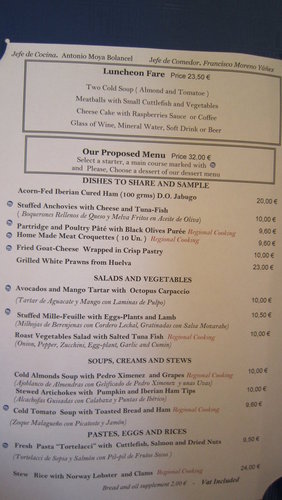 Jefe de Cocina, Antonio Moya Bolancel Jefe de Comedor, Francisco Moreno Yáñez
Luncheon Fare Price 23,50 €
Two Cold Soup ( Almond and Tomatoe )
Meatballs with Small Cuttlefish and Vegetables
Cheese Cake with Raspberries Sauce or Coffee
Glass of Wine, Mineral Water, Soft Drink or Beer
Our Proposed Menu Price 32,00 €
Select a starter, a main course marked with
and Please, Choose a dessert of our dessert menu
DISHES TO SHARE AND SAMPLE
Acorn-Fed Iberian Cured Ham (100 grms) D.O. Jabugo 20,00 €
Stuffed Anchovies with Cheese and Tuna-Fish
( Boquerones Rellenos de Queso y Melva Fritos en Aceite de Oliva) 10,00 €
Partridge and Poultry Pâté with Black Olives Purée Regional Cooking 9,60 €
Home Made Meat Croquettes ( 10 Un. ) Regional Cooking 9,60 €
Fried Goat-Cheese Wrapped in Crisp Pastry 10,00 €
Grilled White Prawns from Huelva 23,00 €
SALADS AND VEGETABLES
Avocados and Mango Tartar with Octopus Carpaccio
(Tartar de Aguacate y Mango con Laminas de Pulpo) 10,00 €
Stuffed Mille-Feuille with Eggs-Plants and Lamb 10,50 €
(Milhojas de Berenjenas con Cordero Lechal, Gratinadas con Salsa Motarabe)
Roast Vegetables Salad with Salted Tuna Fish Regional Cooking 10,00 €
(Onion, Pepper, Zucchini, Egg-plant, Garlic and Cumin)
SOUPS, CREAMS AND STEWS
Cold Almonds Soup with Pedro Ximenez and Grapes Regional Cooking 9,60 €
(Ajoblanco de Almendras con Gelificado de Pedro Ximenez y unas Uvas)
Stewed Artichokes with Pumpkin and Iberian Ham Tips 10,00 €
(Alcachofas Guisadas con Calabaza y Puntas de Ibérico)
Cold Tomato Soup with Toasted Bread and Ham Regional Cooking 9,60 €
(Zoque Malagueño con Picatoste y Jamón)
PASTES, EGGS AND RICES
Fresh Pasta "Tortelacci" with Cuttlefish, Salmon and Dried Nuts 9,50 €
(Tortelacci de Sepia y Salmón con Pil-pil de Frutos Secos )
Stew Rice with Norway Lobster and Clams Regional Cooking 24,00 €
Bread and oil supplement 2.00 € - Vat Included